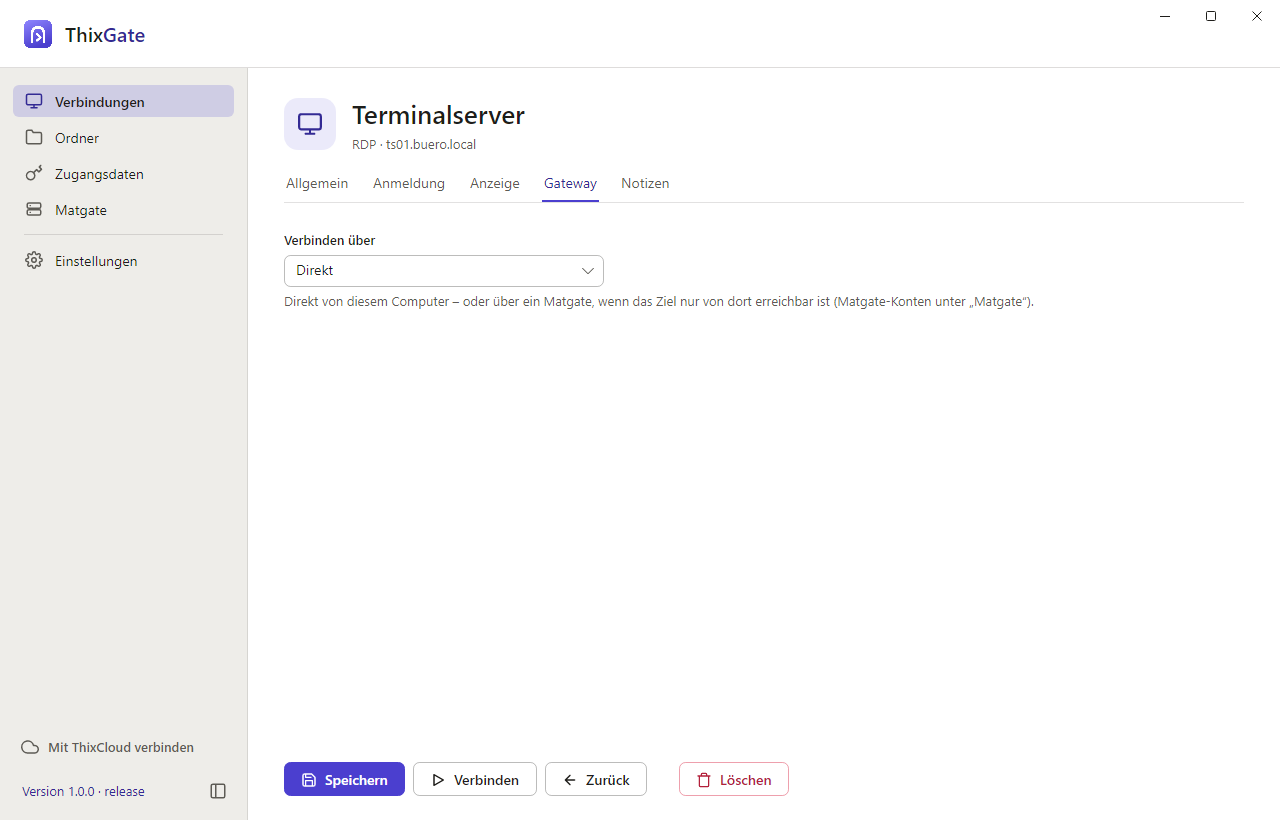 ThixGate
Verbindungen
Ordner
Zugangsdaten
Matgate
Einstellungen
Mit ThixCloud verbinden
Version 1.0.0 · release
Terminalserver
RDP · ts01.buero.local
Allgemein Anmeldung Anzeige Gateway Notizen
Verbinden über
Direkt
Direkt von diesem Computer – oder über ein Matgate, wenn das Ziel nur von dort erreichbar ist (Matgate-Konten unter „Matgate“).
Speichern Verbinden Zurück Löschen